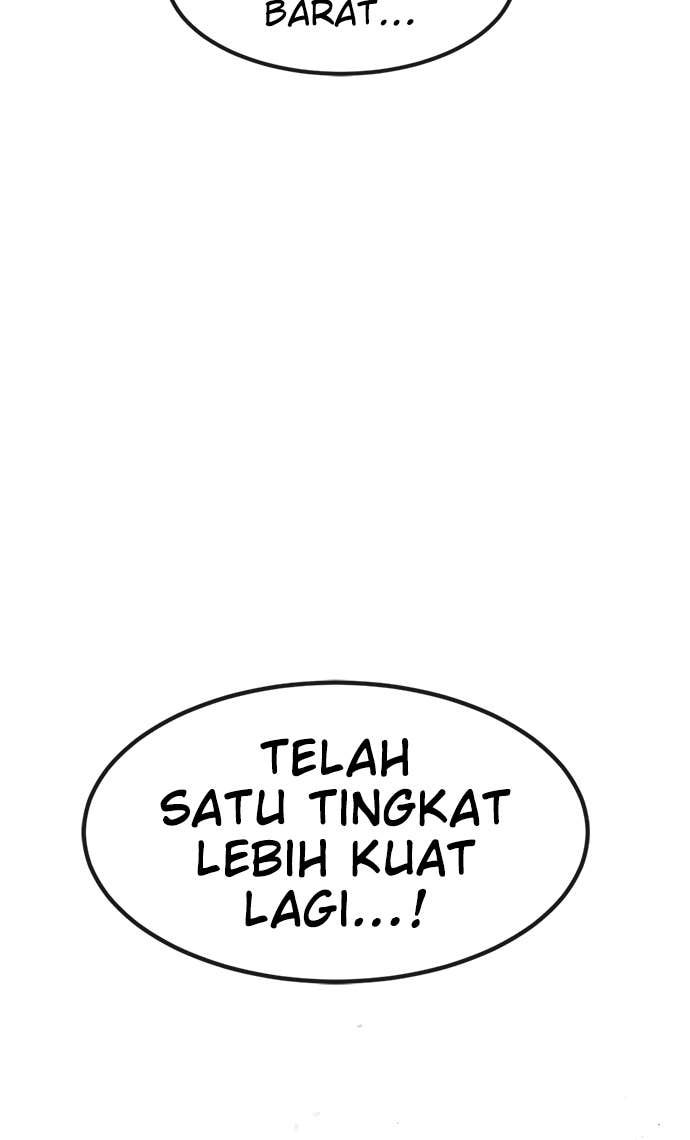 BARAT...
TELAH
SATU TINGKAT
LEBIH KUAT
LAGI...!